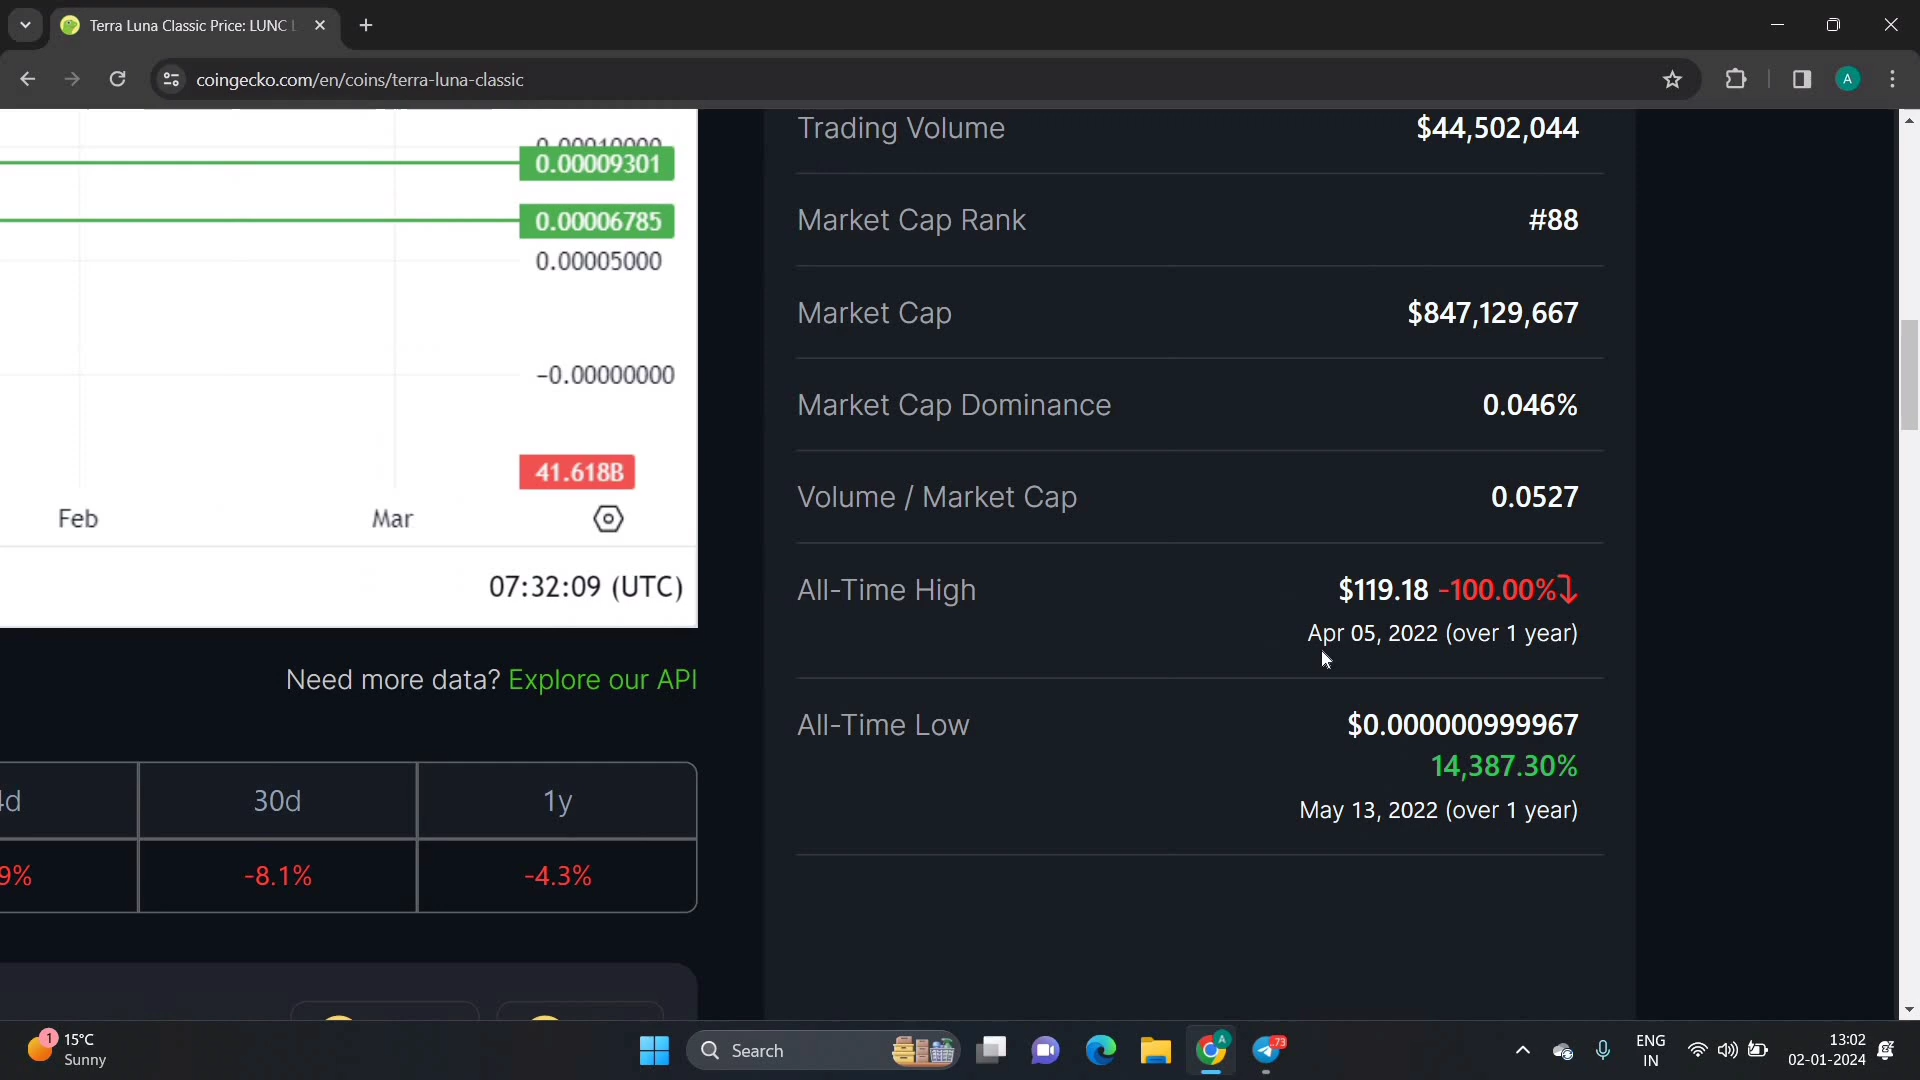 Terra Luna Classic Price: LUNC
coingecko.com/en/coins/terra-luna-classic
A
0.00010000
0.00009301
0.00006785
0.00005000
-0.00000000
41.618B
Feb Mar
07:32:09 (UTC)
Need more data? Explore our API
30d 1y
9% -8.1% -4.3%
Trading Volume $44,502,044
Market Cap Rank #88
Market Cap $847,129,667
Market Cap Dominance 0.046%
Volume / Market Cap 0.0527
All-Time High $119.18 -100.00%
Apr 05, 2022 (over 1 year)
All-Time Low $0.000000999967
14,387.30%
May 13, 2022 (over 1 year)
1
15°C
Sunny
Search
A
73
ENG
IN
13:02
02-01-2024